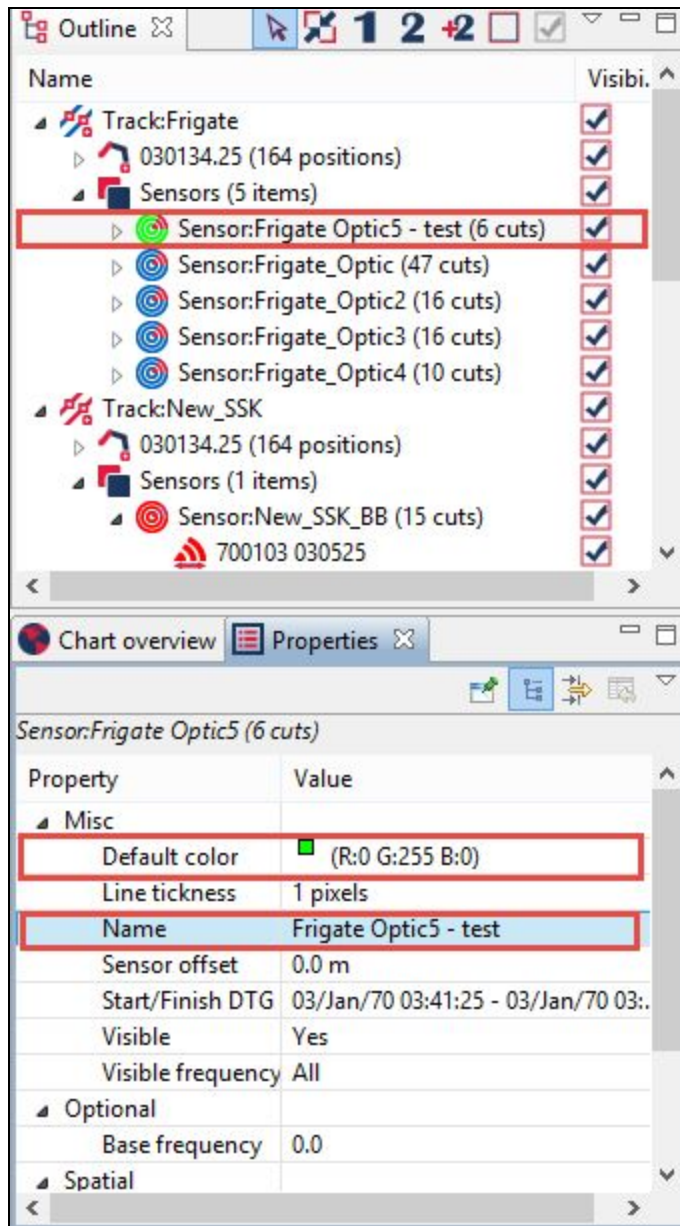 Outline
1 2 +2
Name Visibi.
Track:Frigate
030134.25 (164 positions)
Sensors (5 items)
Sensor:Frigate Optic5 - test (6 cuts)
Sensor:Frigate_Optic (47 cuts)
Sensor:Frigate_Optic2 (16 cuts)
Sensor:Frigate_Optic3 (16 cuts)
Sensor:Frigate_Optic4 (10 cuts)
Track:New_SSK
030134.25 (164 positions)
Sensors (1 items)
Sensor:New_SSK_BB (15 cuts)
700103 030525
Chart overview Properties
Sensor:Frigate Optic5 (6 cuts)
Property Value
Misc
Default color (R:0 G:255 B:0)
Line tickness 1 pixels
Name Frigate Optic5 - test
Sensor offset 0.0 m
Start/Finish DTG 03/Jan/70 03:41:25 - 03/Jan/70 03:..
Visible Yes
Visible frequency All
Optional
Base frequency 0.0
Spatial